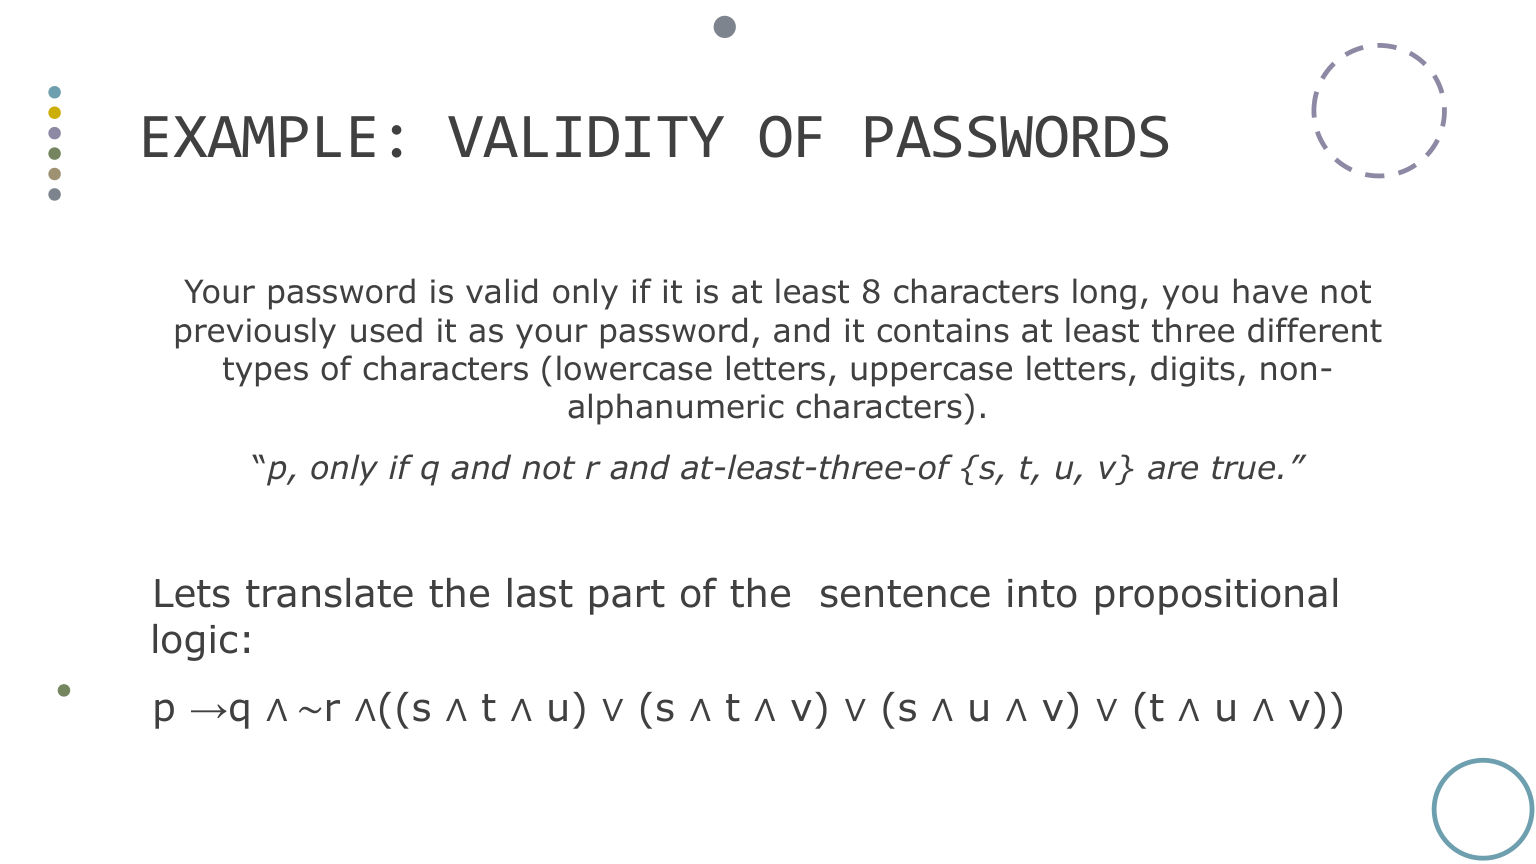 EXAMPLE: VALIDITY OF PASSWORDS
Your password is valid only if it is at least 8 characters long, you have not
previously used it as your password, and it contains at least three different
types of characters (lowercase letters, uppercase letters, digits, non-
alphanumeric characters).
“p, only if q and not r and at-least-three-of {s, t, u, v} are true.”
Lets translate the last part of the  sentence into propositional
logic:
p →q ∧ ~r ∧((s ∧ t ∧ u) ∨ (s ∧ t ∧ v) ∨ (s ∧ u ∧ v) ∨ (t ∧ u ∧ v))